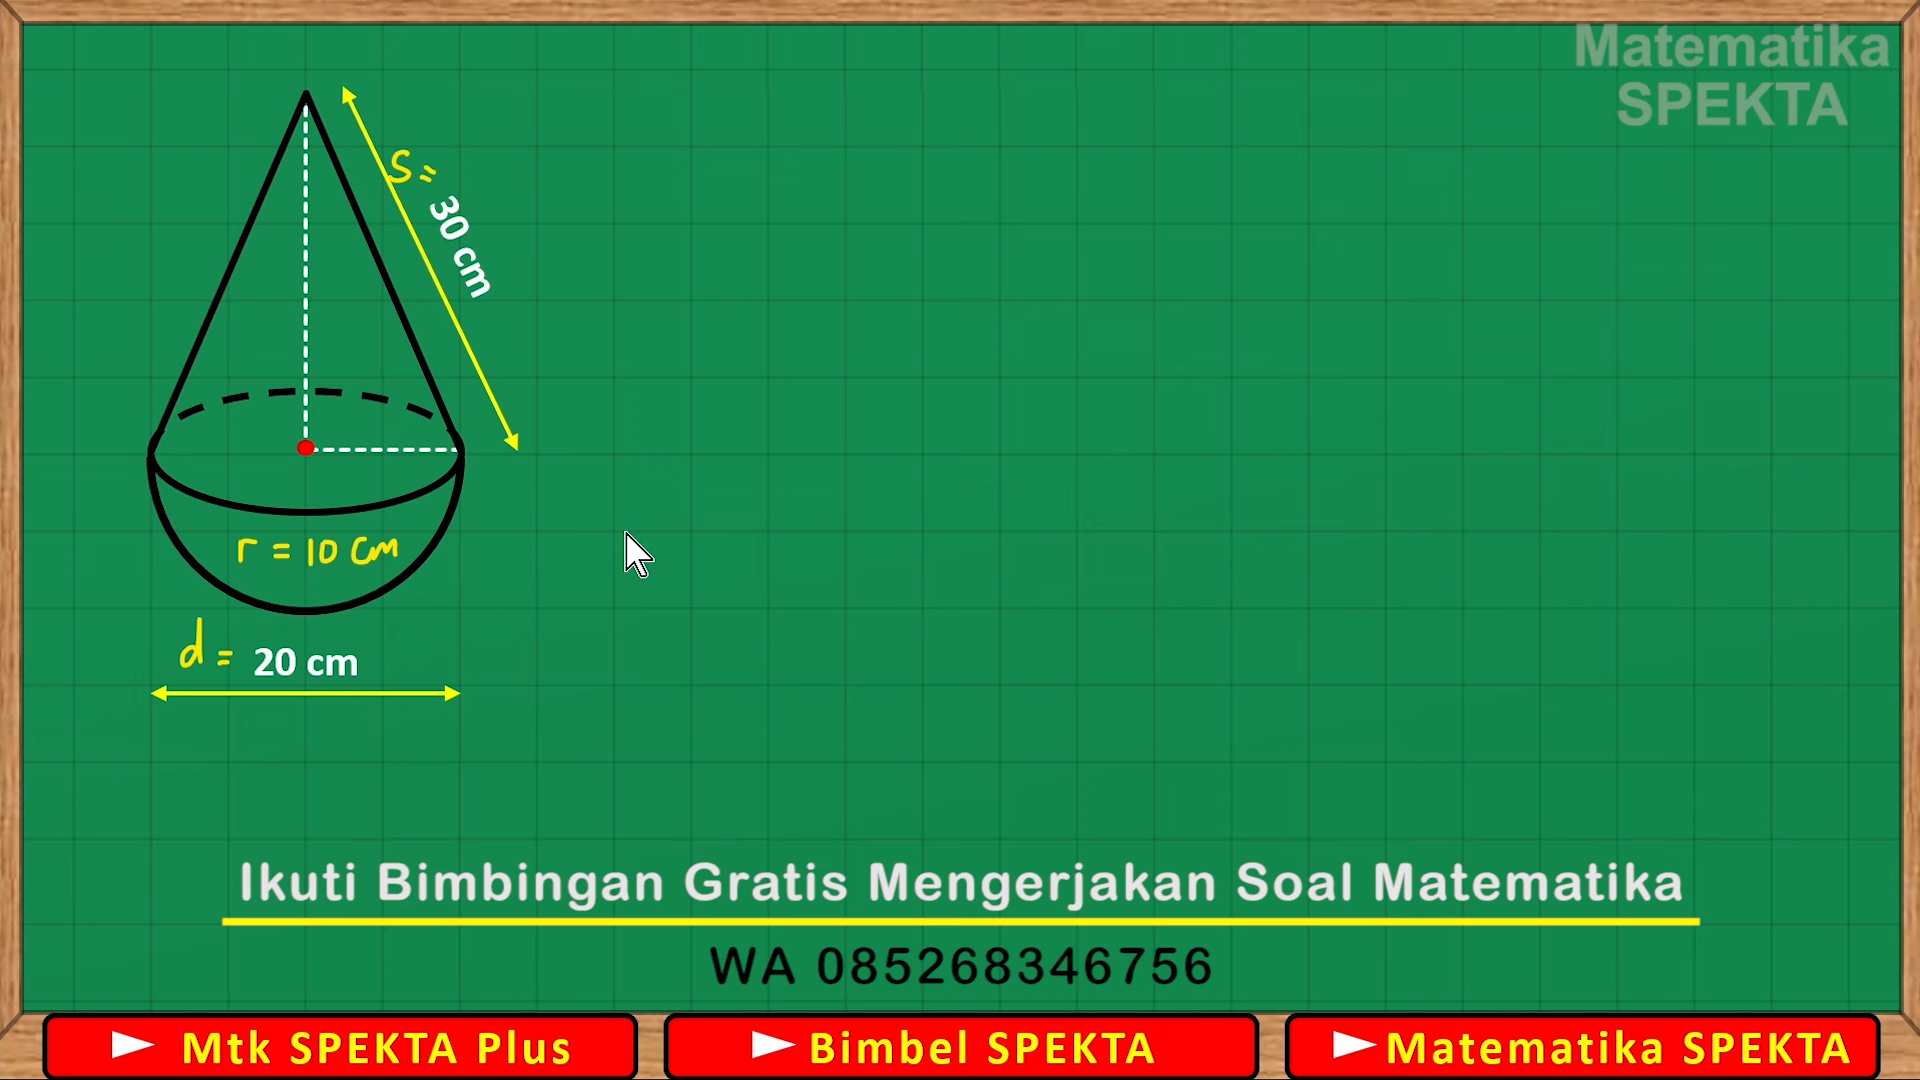 Matematika
SPEKTA
S =
30 cm
r = 10 cm
d = 20 cm
Ikuti Bimbingan Gratis Mengerjakan Soal Matematika
WA 085268346756
Mtk SPEKTA Plus
Bimbel SPEKTA
Matematika SPEKTA